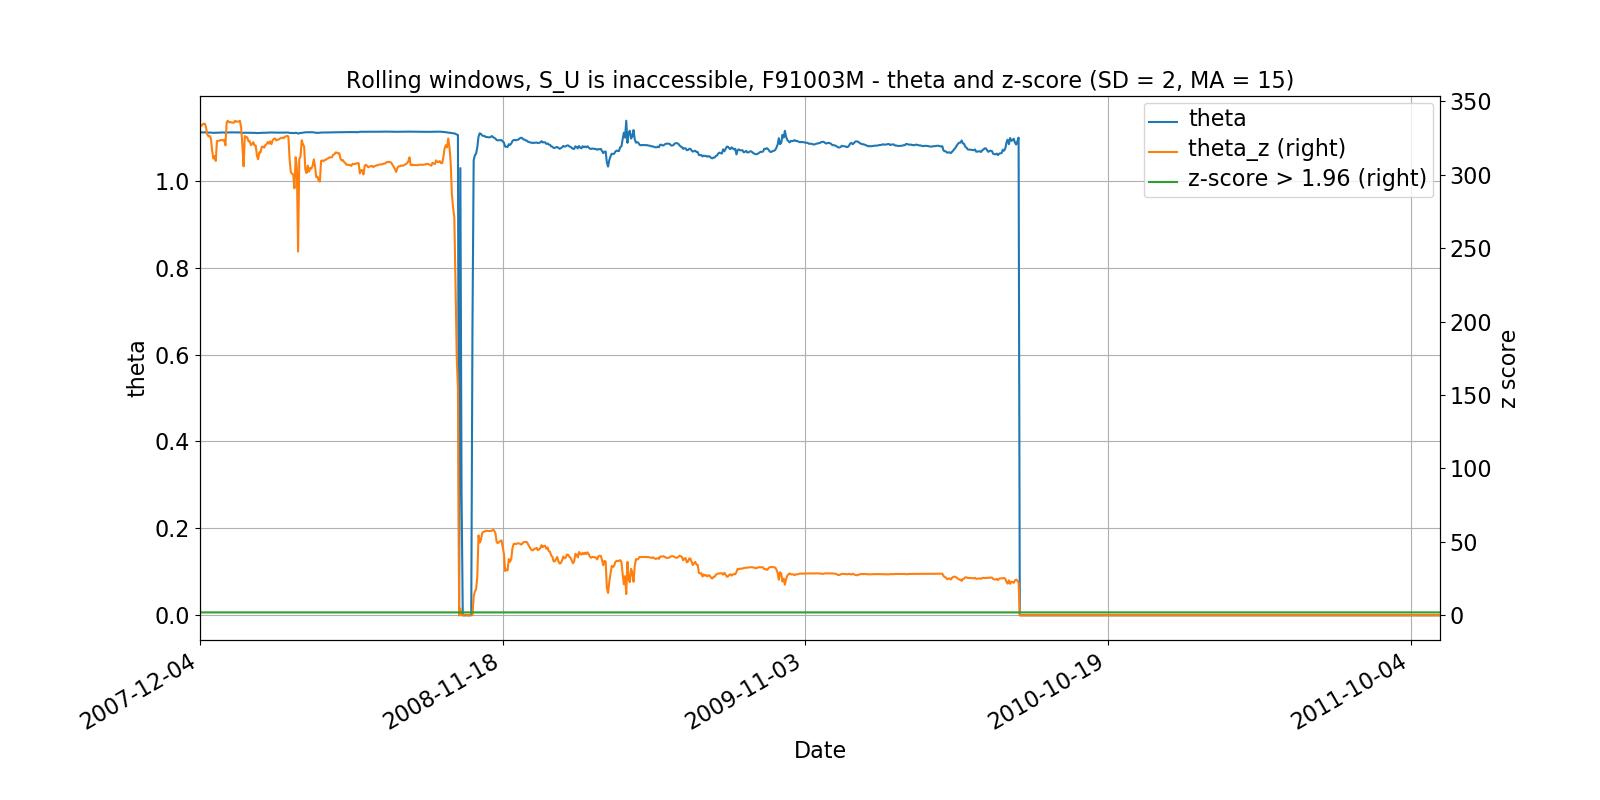 Rolling windows, S_U is inaccessible, F91003M - theta and z-score (SD = 2, MA = 15)
theta
theta_z (right)
z-score > 1.96 (right)
1.0
0.8
0.6
0.4
0.2
0.0
theta
350
300
250
200
150
100
50
0
z score
2007-12-04
2008-11-18
2009-11-03
2010-10-19
2011-10-04
Date